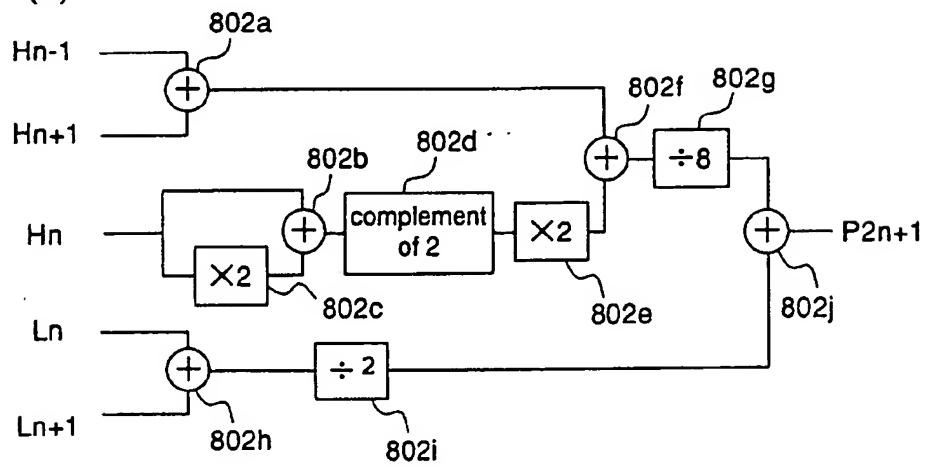 802a
Hn-1
Hn+1
802f
802g
÷8
802b
802d
complement
of 2
×2
Hn
×2
802c
802e
P2n+1
802j
Ln
Ln+1
802h
÷ 2
802i